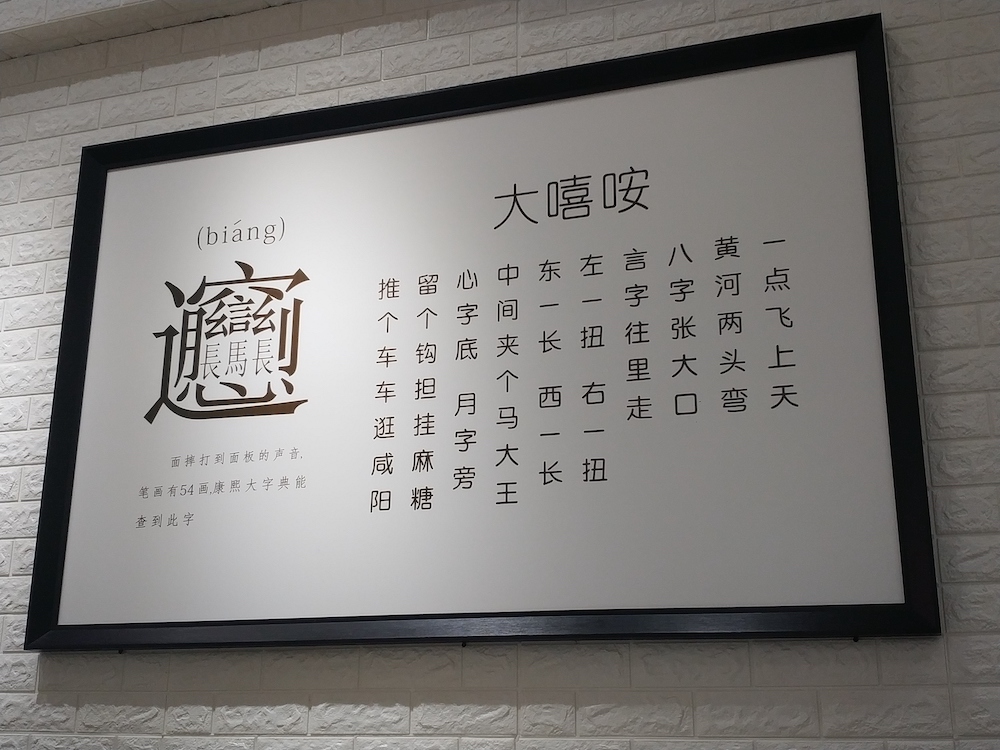 (biáng)
𰻝
面摔打到面板的声音,
笔画有54画,康熙大字典能
查到此字
大嘻咹
一点飞上天
黄河两头弯
八字张大口
言字往里走
左一扭 右一扭
东一长 西一长
中间夹个马大王
心字底 月字旁
留个钩担挂麻糖
推个车车逛咸阳